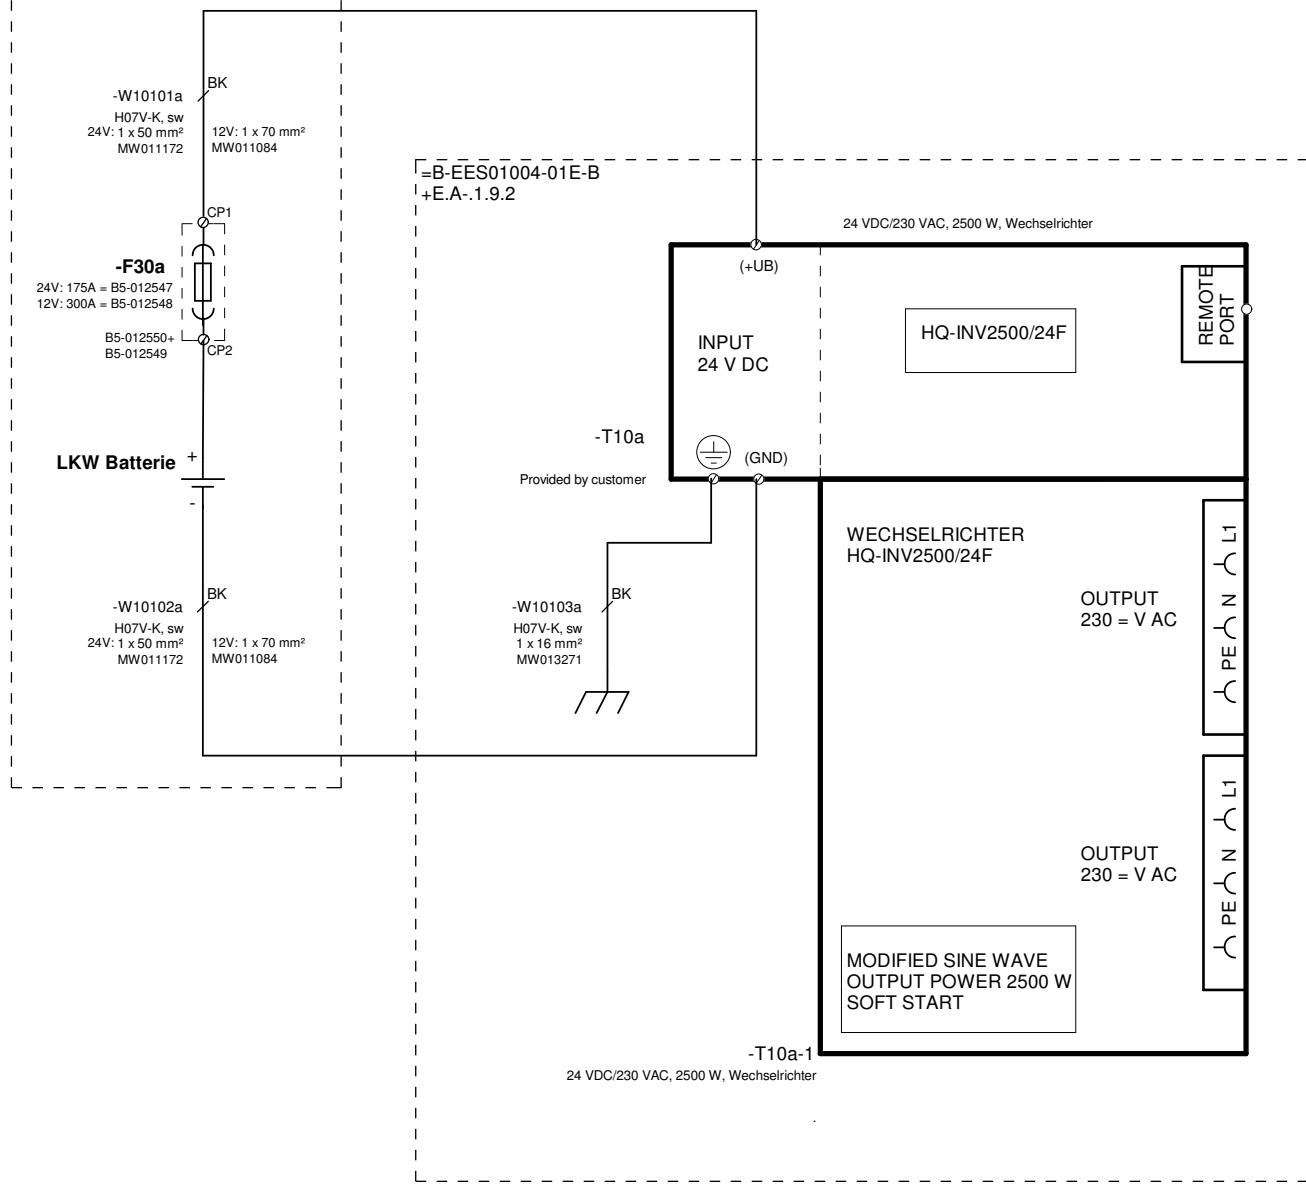 BK
-W10101a
H07V-K, sw
24V: 1 x 50 mm² 12V: 1 x 70 mm²
MW011172 MW011084
CP1
-F30a
24V: 175A = B5-012547
12V: 300A = B5-012548
B5-012550+
B5-012549
CP2
LKW Batterie
+
-
BK
-W10102a
H07V-K, sw
24V: 1 x 50 mm² 12V: 1 x 70 mm²
MW011172 MW011084
=B-EES01004-01E-B
+E.A-.1.9.2
24 VDC/230 VAC, 2500 W, Wechselrichter
(+UB)
INPUT
24 V DC
HQ-INV2500/24F
REMOTE
PORT
-T10a
(GND)
Provided by customer
BK
-W10103a
H07V-K, sw
1 x 16 mm²
MW013271
WECHSELRICHTER
HQ-INV2500/24F
OUTPUT
230 = V AC
PE N L1
OUTPUT
230 = V AC
PE N L1
MODIFIED SINE WAVE
OUTPUT POWER 2500 W
SOFT START
-T10a-1
24 VDC/230 VAC, 2500 W, Wechselrichter
.